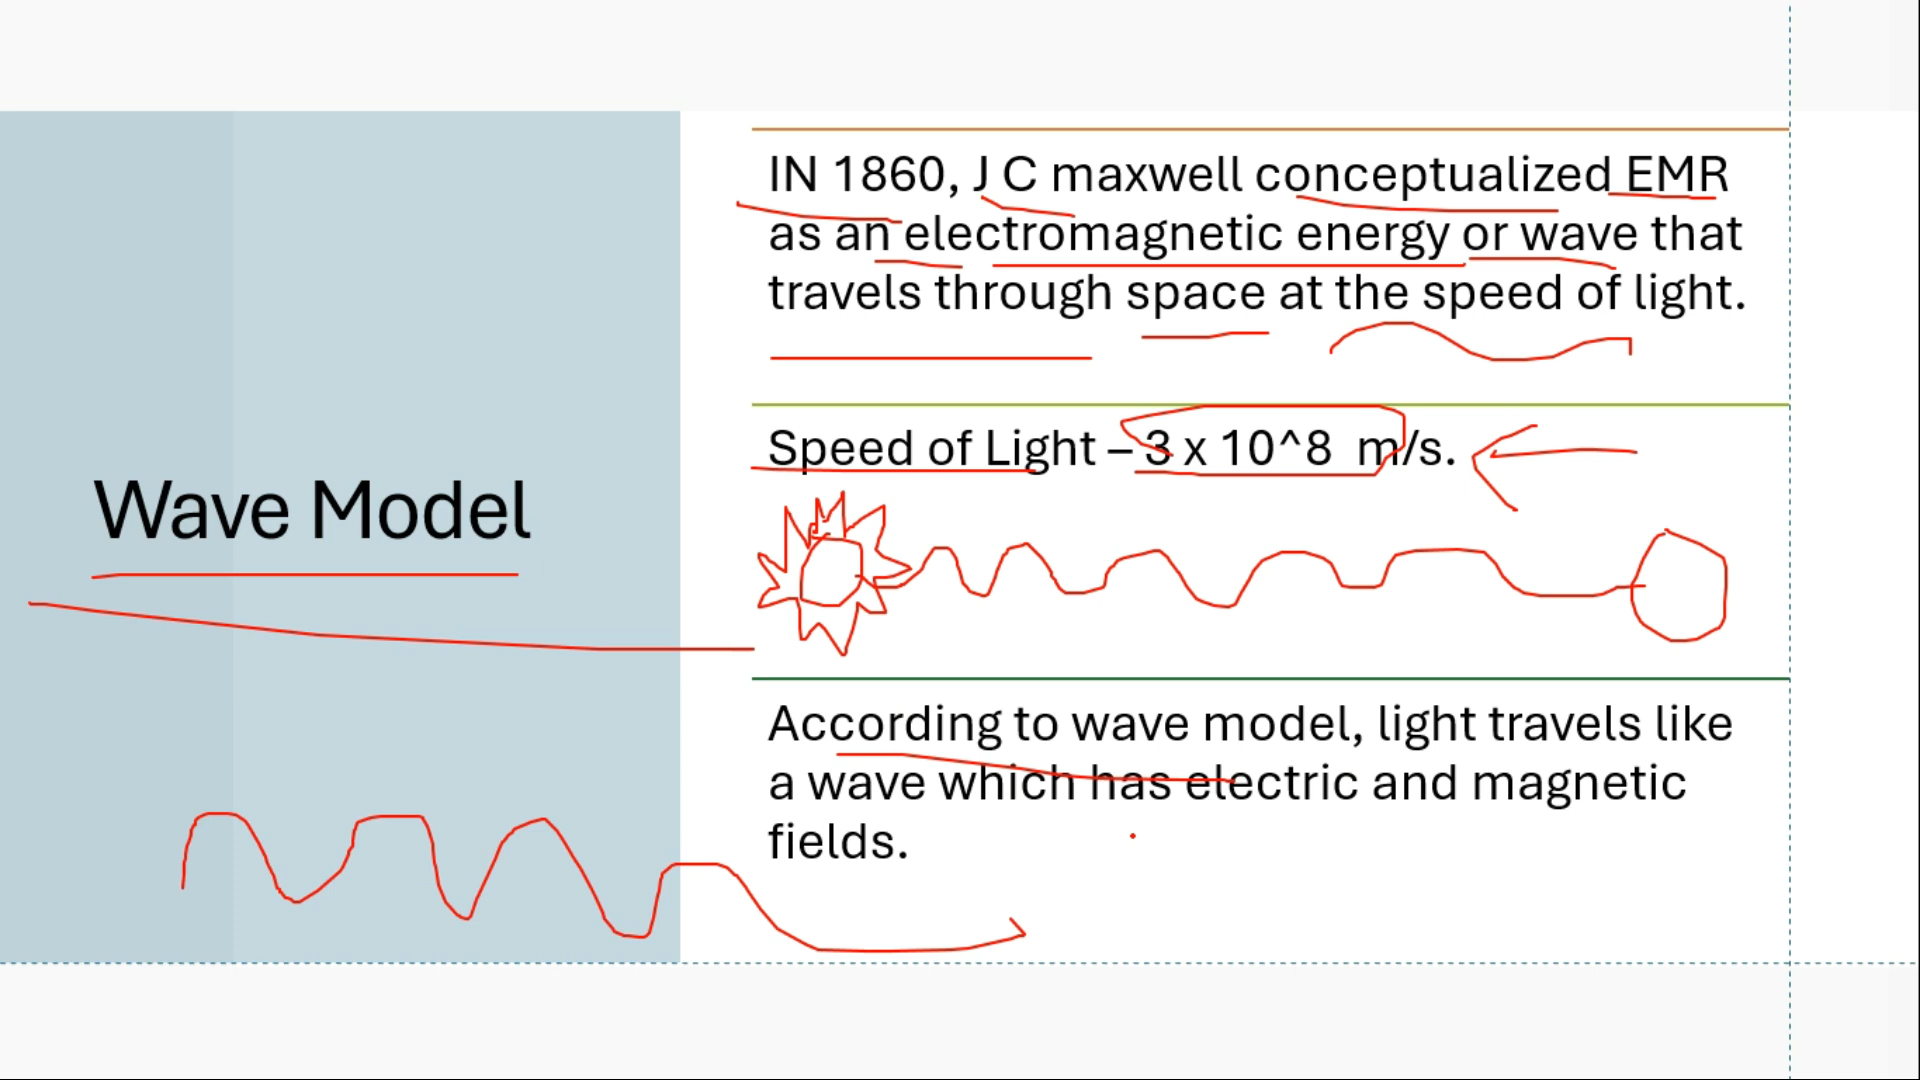 Wave Model
IN 1860, J C maxwell conceptualized EMR
as an electromagnetic energy or wave that
travels through space at the speed of light.
Speed of Light – 3 x 10^8  m/s.
According to wave model, light travels like
a wave which has electric and magnetic
fields.